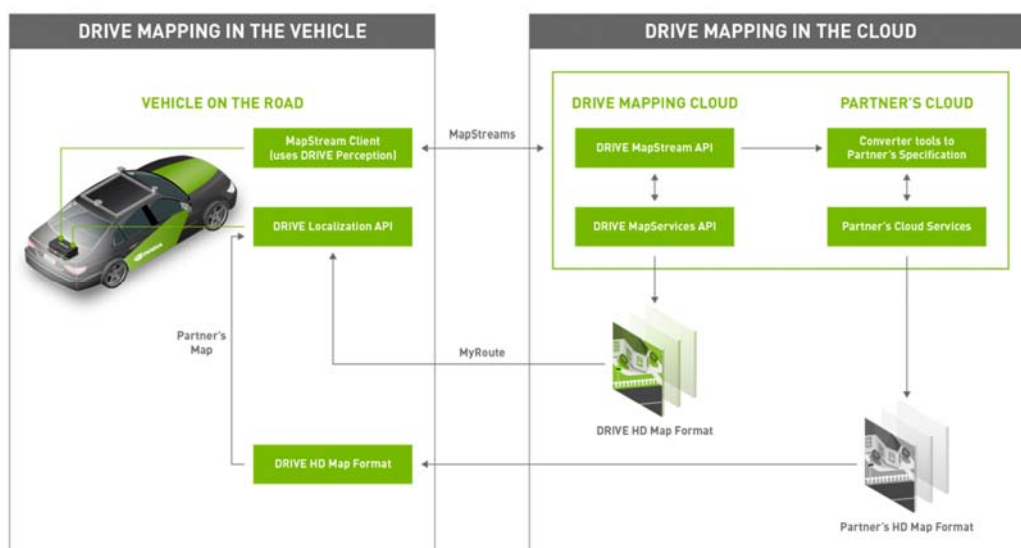 DRIVE MAPPING IN THE VEHICLE
DRIVE MAPPING IN THE CLOUD
VEHICLE ON THE ROAD
MapStream Client
(uses DRIVE Perception)
DRIVE Localization API
Partner's
Map
DRIVE HD Map Format
MapStreams
MyRoute
DRIVE MAPPING CLOUD
DRIVE MapStream API
DRIVE MapServices API
PARTNER'S CLOUD
Converter tools to
Partner's Specification
Partner's Cloud Services
DRIVE HD Map Format
Partner's HD Map Format